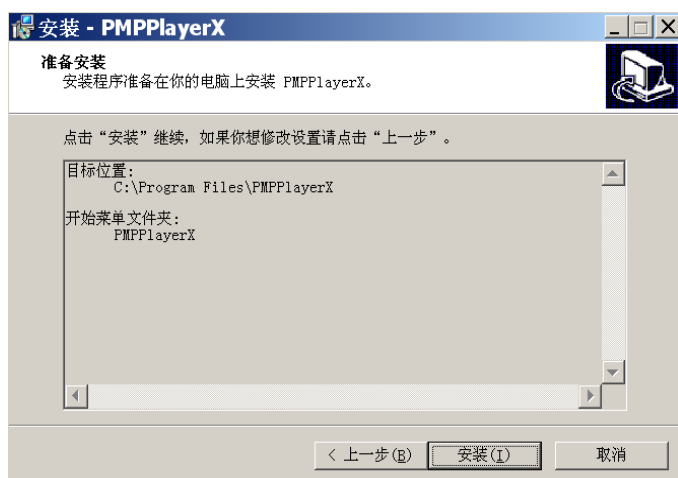 安装 - PMPPlayerX
准备安装
安装程序准备在你的电脑上安装 PMPPlayerX。
点击“安装”继续，如果你想修改设置请点击“上一步”。
目标位置:
C:\Program Files\PMPPlayerX
开始菜单文件夹:
PMPPlayerX
< 上一步(B) 安装(I) 取消